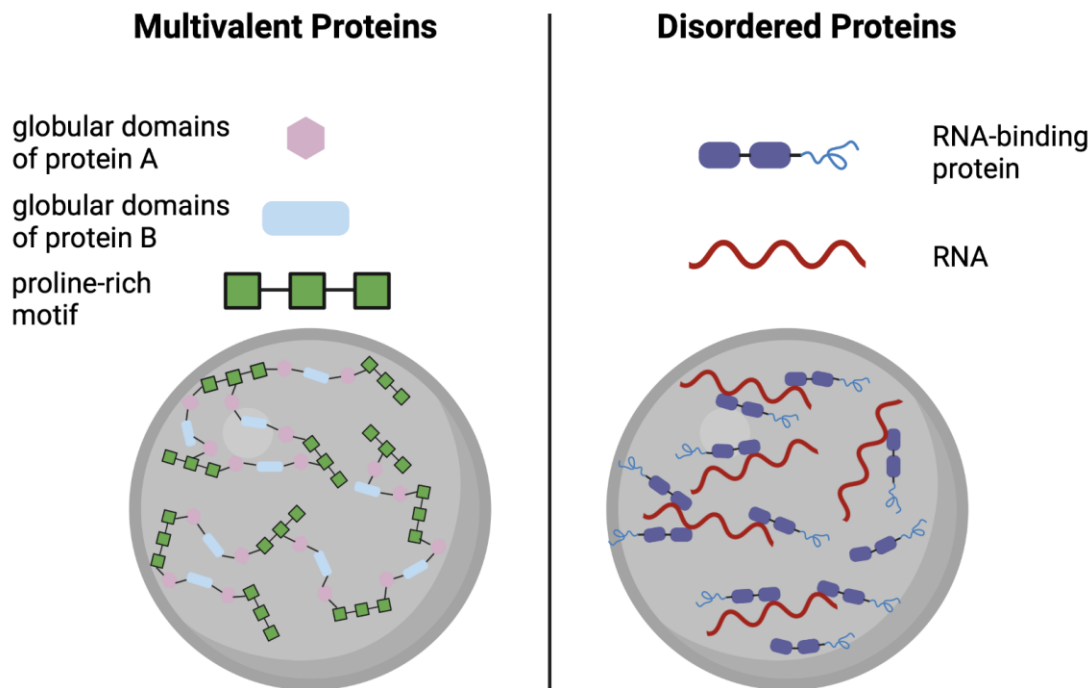 Multivalent Proteins
globular domains
of protein A
globular domains
of protein B
proline-rich
motif
Disordered Proteins
RNA-binding
protein
RNA